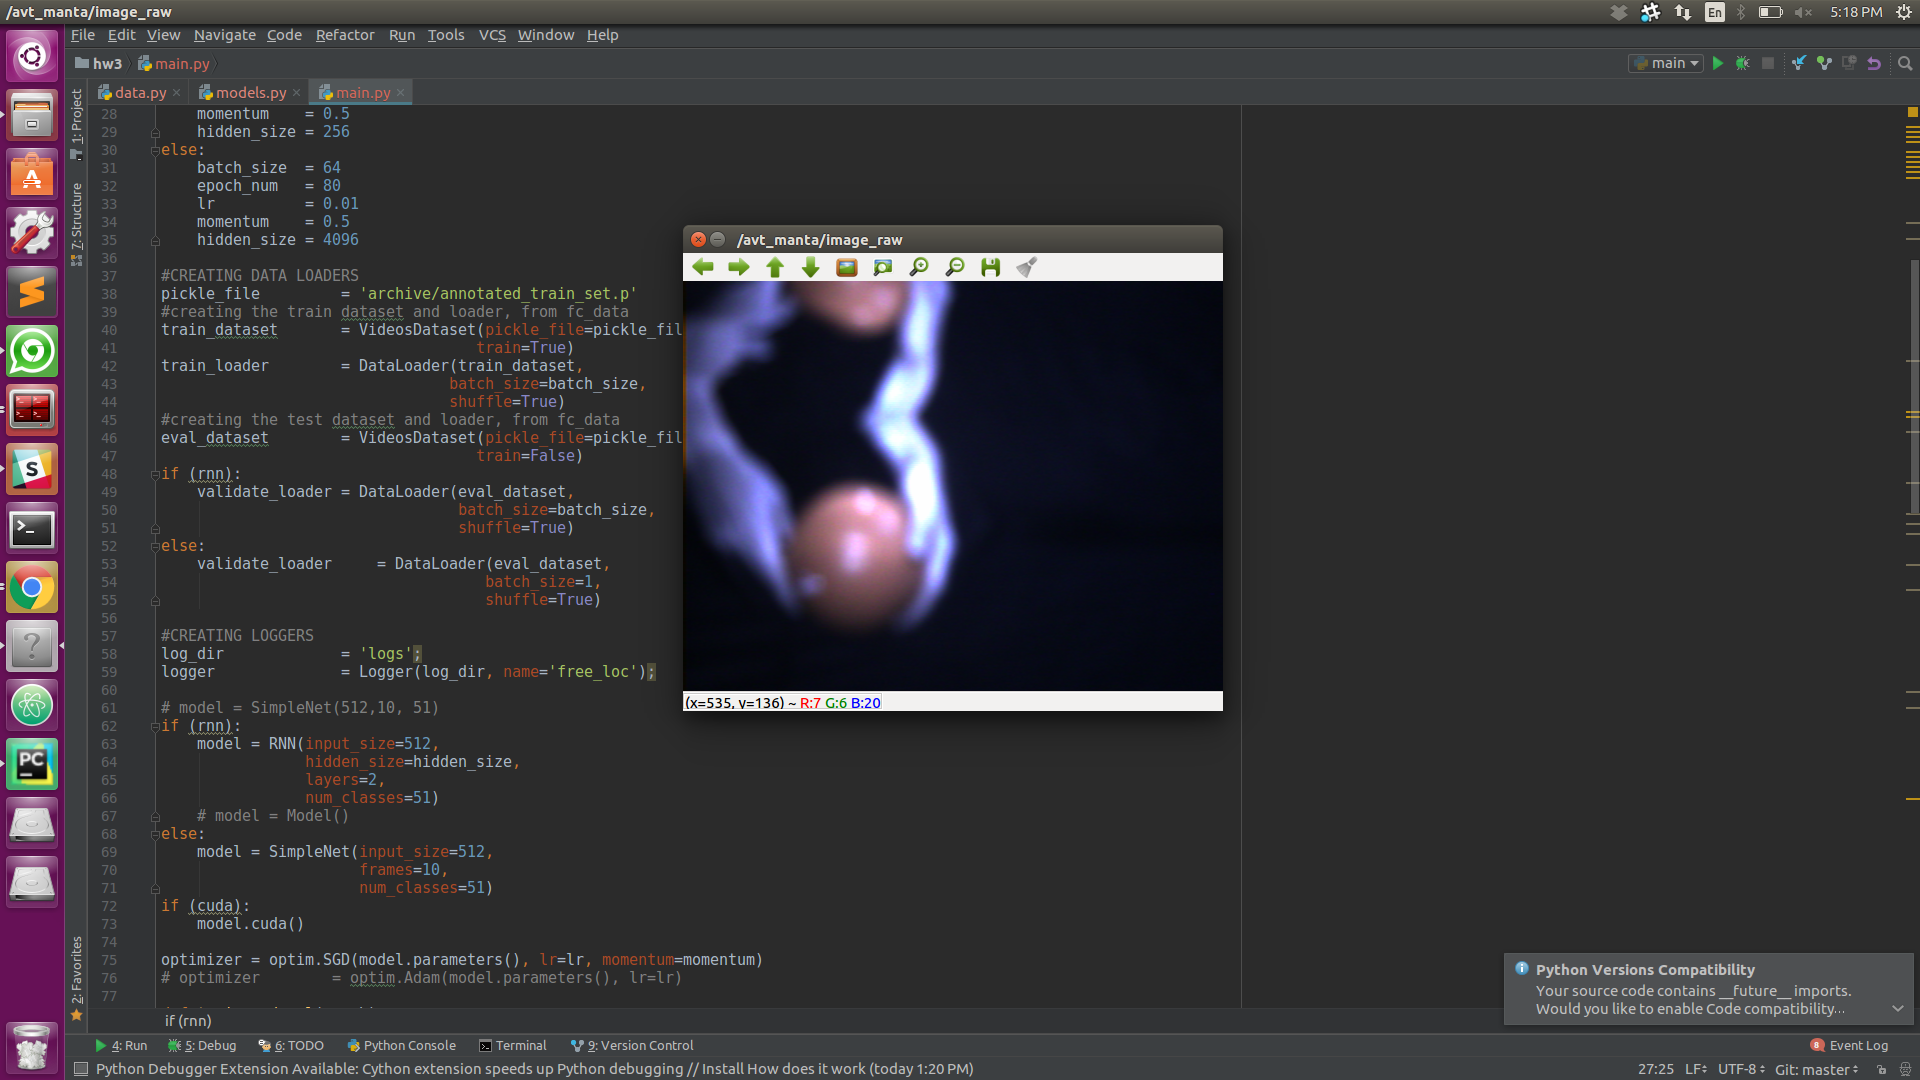 /avt_manta/image_raw
En
5:18 PM
File Edit View Navigate Code Refactor Run Tools VCS Window Help
hw3 main.py
main
data.py models.py main.py
1: Project
7: Structure
2: Favorites
28 momentum = 0.5
29 hidden_size = 256
30 else:
31 batch_size = 64
32 epoch_num = 80
33 lr = 0.01
34 momentum = 0.5
35 hidden_size = 4096
36
37 #CREATING DATA LOADERS
38 pickle_file = 'archive/annotated_train_set.p'
39 #creating the train dataset and loader, from fc_data
40 train_dataset = VideosDataset(pickle_file=pickle_fil
41 train=True)
42 train_loader = DataLoader(train_dataset,
43 batch_size=batch_size,
44 shuffle=True)
45 #creating the test dataset and loader, from fc_data
46 eval_dataset = VideosDataset(pickle_file=pickle_fil
47 train=False)
48 if (rnn):
49 validate_loader = DataLoader(eval_dataset,
50 batch_size=batch_size,
51 shuffle=True)
52 else:
53 validate_loader = DataLoader(eval_dataset,
54 batch_size=1,
55 shuffle=True)
56
57 #CREATING LOGGERS
58 log_dir = 'logs';
59 logger = Logger(log_dir, name='free_loc');
60
61 # model = SimpleNet(512,10, 51)
62 if (rnn):
63 model = RNN(input_size=512,
64 hidden_size=hidden_size,
65 layers=2,
66 num_classes=51)
67 # model = Model()
68 else:
69 model = SimpleNet(input_size=512,
70 frames=10,
71 num_classes=51)
72 if (cuda):
73 model.cuda()
74
75 optimizer = optim.SGD(model.parameters(), lr=lr, momentum=momentum)
76 # optimizer = optim.Adam(model.parameters(), lr=lr)
77
if (rnn)
/avt_manta/image_raw
(x=535, y=136) ~ R:7 G:6 B:20
Python Versions Compatibility
Your source code contains __future__ imports.
Would you like to enable Code compatibility...
4: Run 5: Debug 6: TODO Python Console Terminal 9: Version Control
8 Event Log
Python Debugger Extension Available: Cython extension speeds up Python debugging // Install How does it work (today 1:20 PM)
27:25 LF UTF-8 Git: master
S
PC